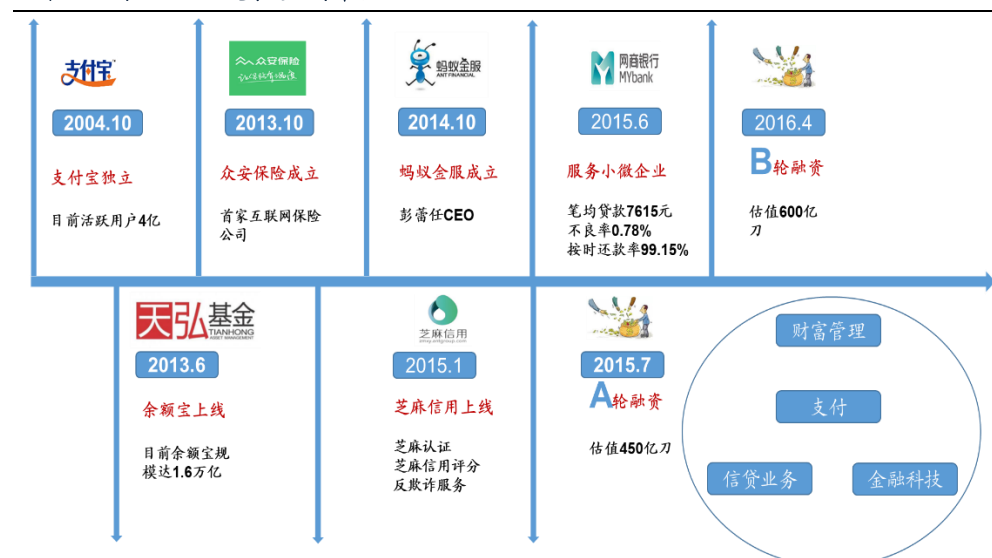 支付宝
2004.10
支付宝独立
目前活跃用户4亿
众安保险
2013.10
众安保险成立
首家互联网保险
公司
蚂蚁金服
ANT FINANCIAL
2014.10
蚂蚁金服成立
彭蕾任CEO
网商银行
MYbank
2015.6
服务小微企业
笔均贷款7615元
不良率0.78%
按时还款率99.15%
2016.4
B轮融资
估值600亿
刀
天弘基金
TIANHONG
ASSET MANAGEMENT
2013.6
余额宝上线
目前余额宝规
模达1.6万亿
芝麻信用
2015.1
芝麻信用上线
芝麻认证
芝麻信用评分
反欺诈服务
2015.7
A轮融资
估值450亿刀
财富管理
支付
信贷业务
金融科技